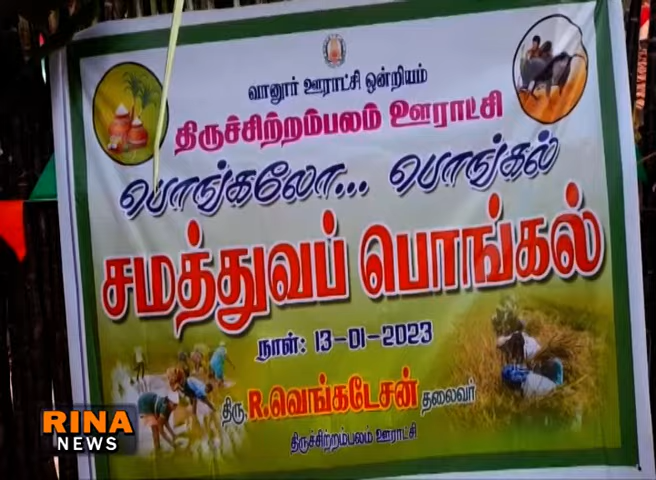 வானூர் ஊராட்சி ஒன்றியம்
திருச்சிற்றம்பலம் ஊராட்சி
பொங்கலோ... பொங்கல்
சமத்துவப் பொங்கல்
நாள்: 13-01-2023
திரு. R.வெங்கடேசன் தலைவர்
திருச்சிற்றம்பலம் ஊராட்சி
RINA
NEWS